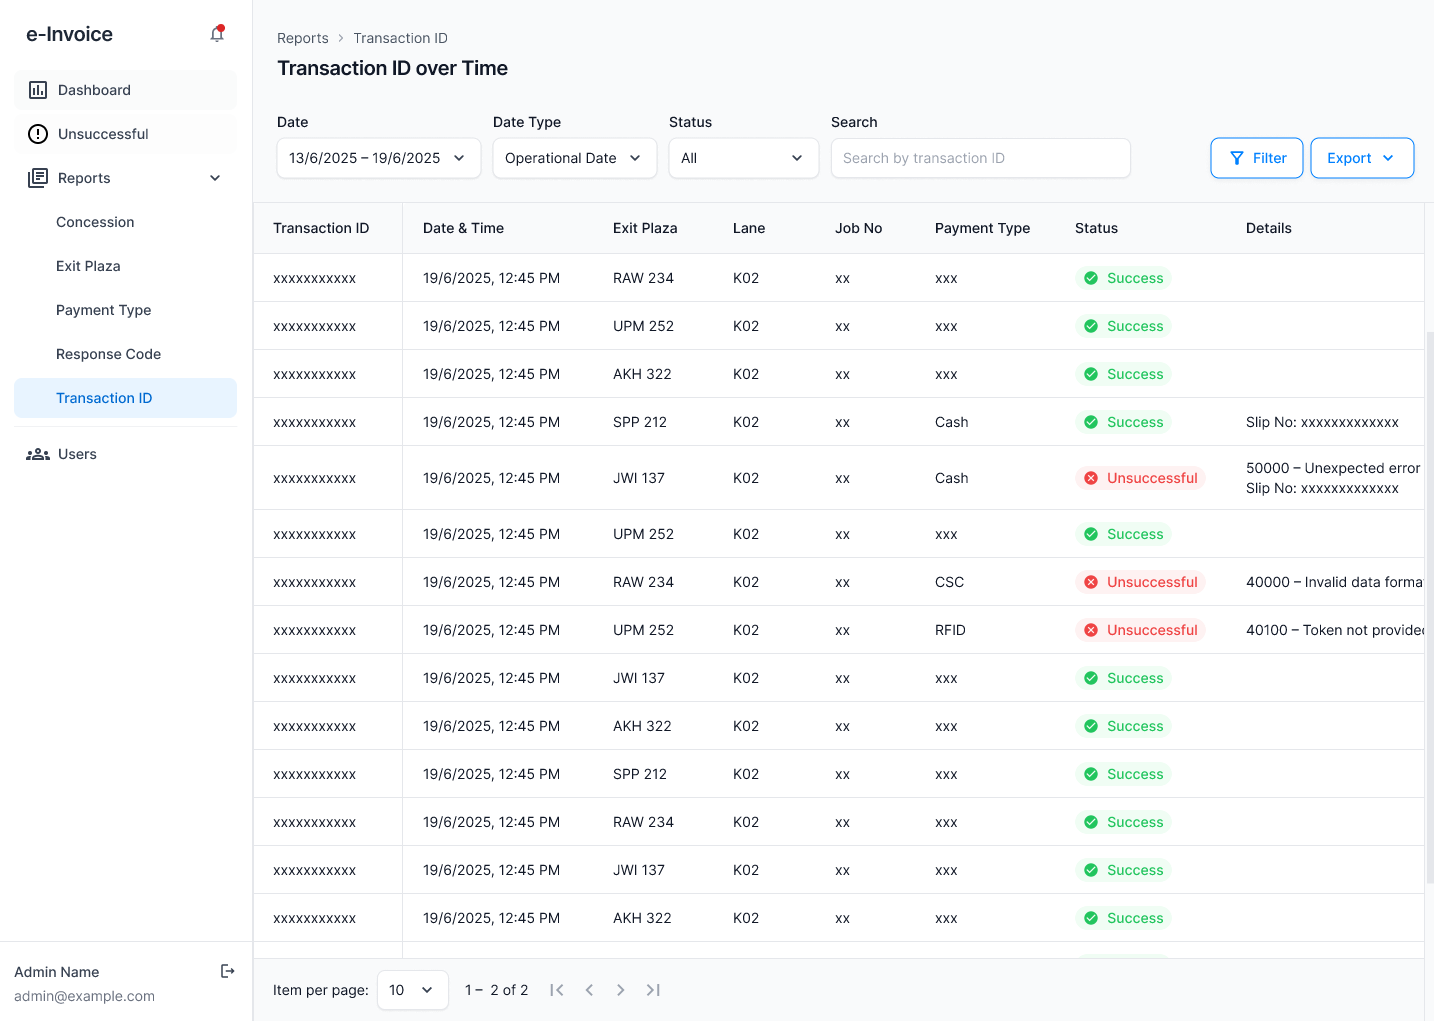 e-Invoice
Dashboard
Unsuccessful
Reports
Concession
Exit Plaza
Payment Type
Response Code
Transaction ID
Users
Admin Name
admin@example.com
Reports > Transaction ID
Transaction ID over Time
Date Date Type Status Search
13/6/2025 – 19/6/2025 Operational Date All Search by transaction ID Filter Export
Transaction ID Date & Time Exit Plaza Lane Job No Payment Type Status Details
xxxxxxxxxxx 19/6/2025, 12:45 PM RAW 234 K02 xx xxx Success
xxxxxxxxxxx 19/6/2025, 12:45 PM UPM 252 K02 xx xxx Success
xxxxxxxxxxx 19/6/2025, 12:45 PM AKH 322 K02 xx xxx Success
xxxxxxxxxxx 19/6/2025, 12:45 PM SPP 212 K02 xx Cash Success Slip No: xxxxxxxxxxxxx
xxxxxxxxxxx 19/6/2025, 12:45 PM JWI 137 K02 xx Cash Unsuccessful 50000 – Unexpected error
Slip No: xxxxxxxxxxxxx
xxxxxxxxxxx 19/6/2025, 12:45 PM UPM 252 K02 xx xxx Success
xxxxxxxxxxx 19/6/2025, 12:45 PM RAW 234 K02 xx CSC Unsuccessful 40000 – Invalid data forma
xxxxxxxxxxx 19/6/2025, 12:45 PM UPM 252 K02 xx RFID Unsuccessful 40100 – Token not provided
xxxxxxxxxxx 19/6/2025, 12:45 PM JWI 137 K02 xx xxx Success
xxxxxxxxxxx 19/6/2025, 12:45 PM AKH 322 K02 xx xxx Success
xxxxxxxxxxx 19/6/2025, 12:45 PM SPP 212 K02 xx xxx Success
xxxxxxxxxxx 19/6/2025, 12:45 PM RAW 234 K02 xx xxx Success
xxxxxxxxxxx 19/6/2025, 12:45 PM JWI 137 K02 xx xxx Success
xxxxxxxxxxx 19/6/2025, 12:45 PM AKH 322 K02 xx xxx Success
Item per page: 10 1 – 2 of 2